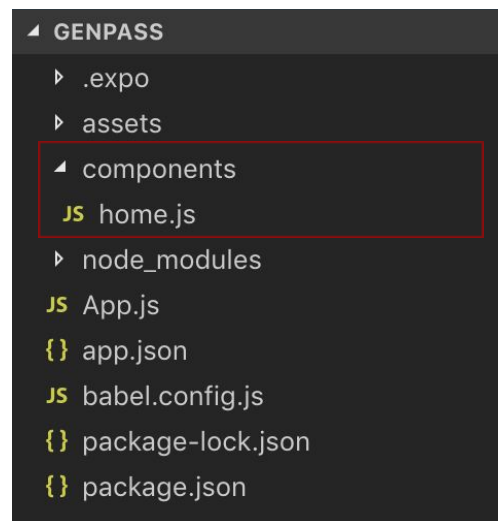 GENPASS
.expo
assets
components
JS home.js
node_modules
JS App.js
{} app.json
JS babel.config.js
{} package-lock.json
{} package.json